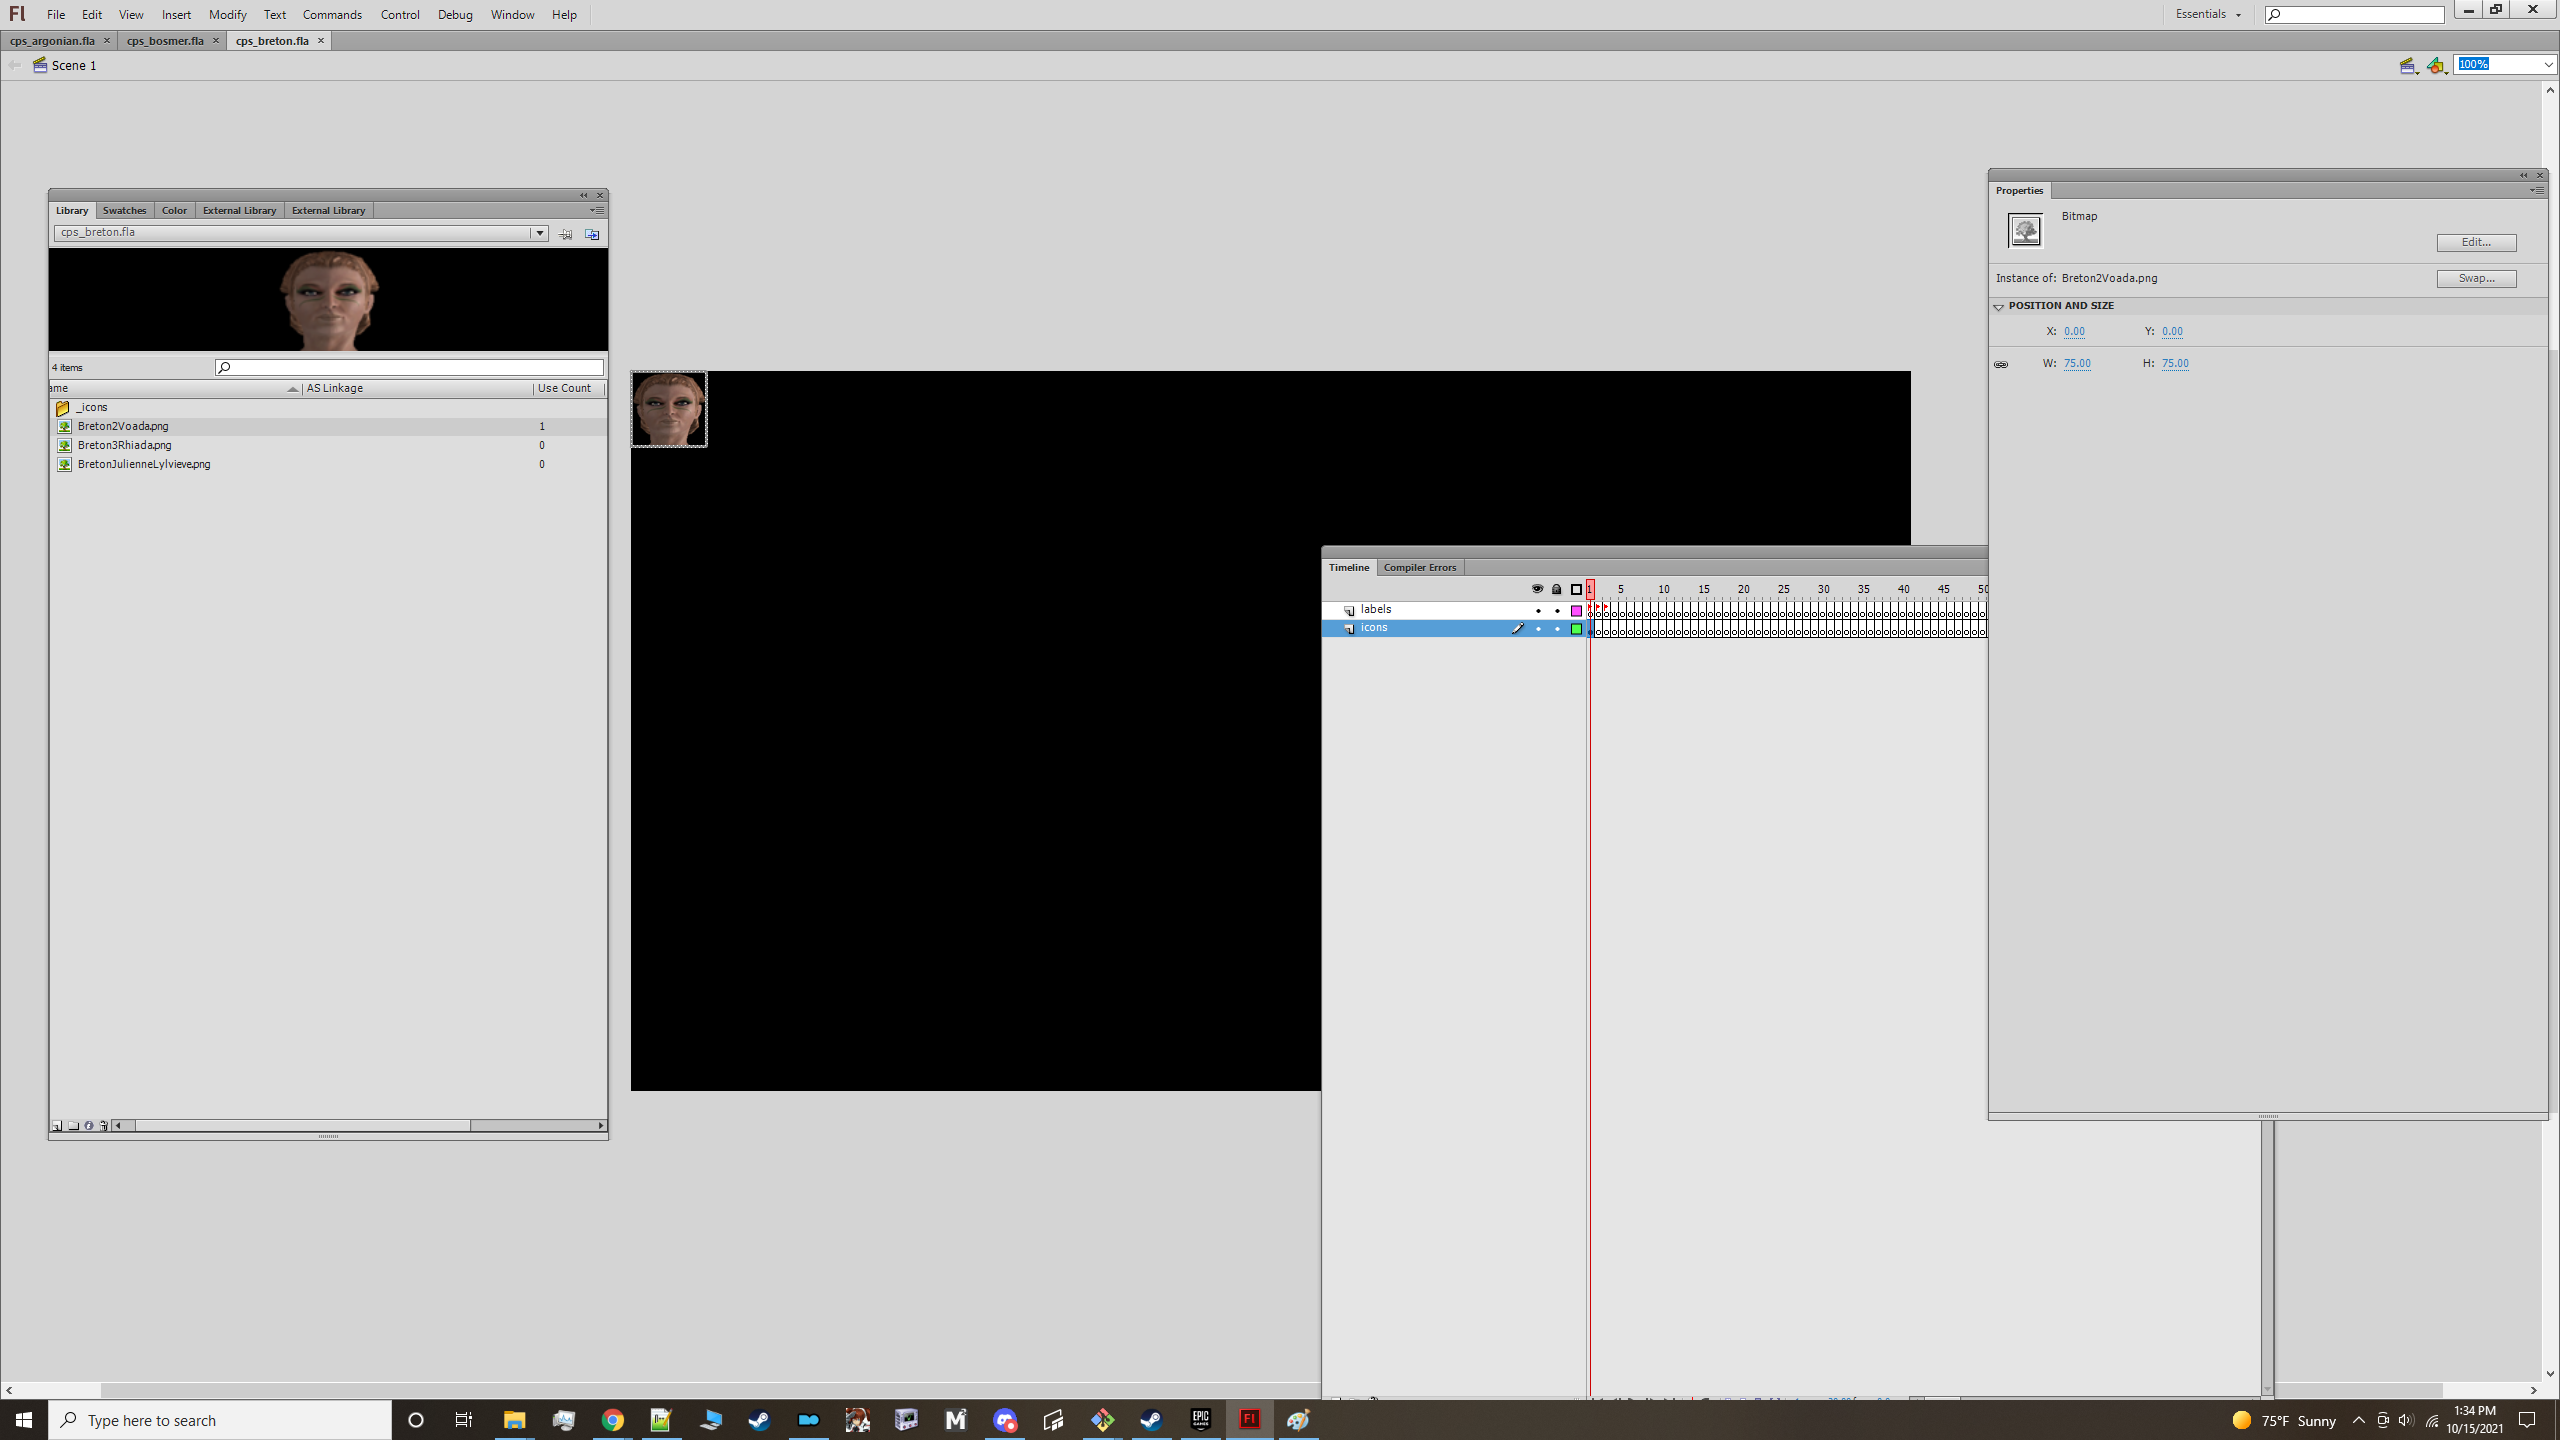 Fl File Edit View Insert Modify Text Commands Control Debug Window Help Essentials
cps_argonian.fla × cps_bosmer.fla × cps_breton.fla ×
Scene 1 100%
Library Swatches Color External Library External Library
cps_breton.fla
4 items
ame AS Linkage Use Count
_icons
Breton2Voada.png 1
Breton3Rhiada.png 0
BretonJulienneLylvieve.png 0
Timeline Compiler Errors
1 5 10 15 20 25 30 35 40 45 50
labels
icons
Properties
Bitmap
Edit...
Instance of: Breton2Voada.png Swap...
POSITION AND SIZE
X: 0.00 Y: 0.00
W: 75.00 H: 75.00
Type here to search
M
EPIC
GAMES
Fl
75°F Sunny
1:34 PM
10/15/2021